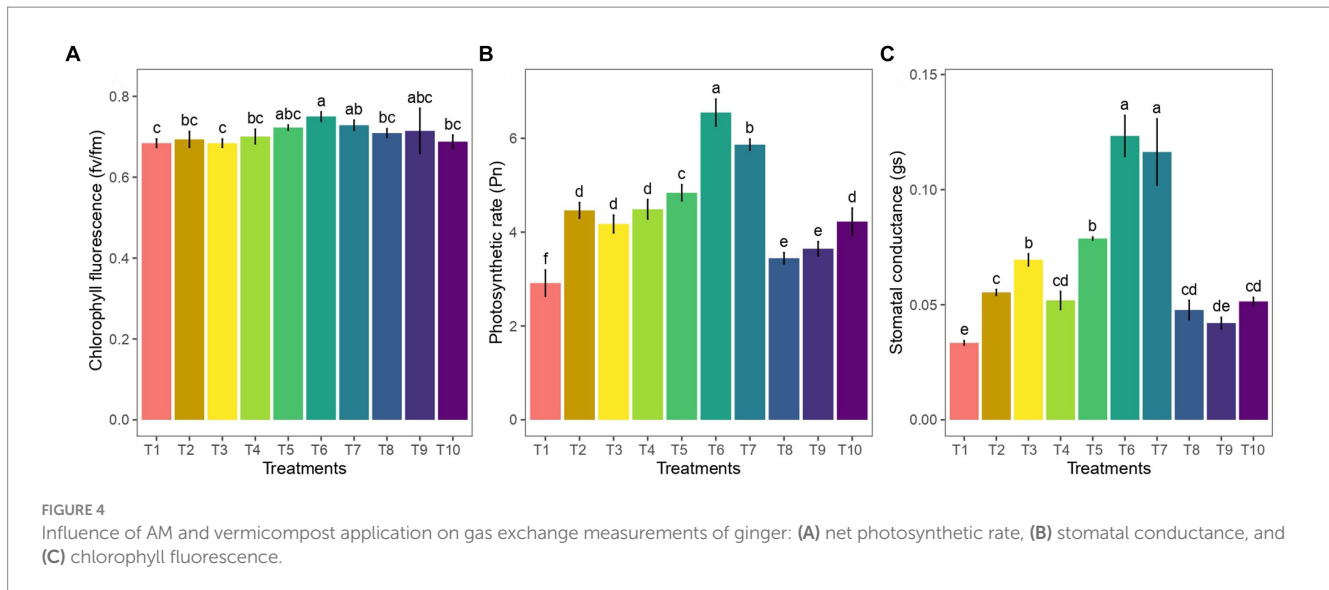 A
B
C
Chlorophyll fluorescence (fv/fm)
0.8
0.6
0.4
0.2
0.0
c bc c bc abc a ab bc abc bc
T1 T2 T3 T4 T5 T6 T7 T8 T9 T10
Treatments
Photosynthetic rate (Pn)
6
4
2
0
f d d d c a b e e d
T1 T2 T3 T4 T5 T6 T7 T8 T9 T10
Treatments
Stomatal conductance (gs)
0.15
0.10
0.05
0.00
e c b cd b a a cd de cd
T1 T2 T3 T4 T5 T6 T7 T8 T9 T10
Treatments
FIGURE 4
Influence of AM and vermicompost application on gas exchange measurements of ginger: (A) net photosynthetic rate, (B) stomatal conductance, and
(C) chlorophyll fluorescence.